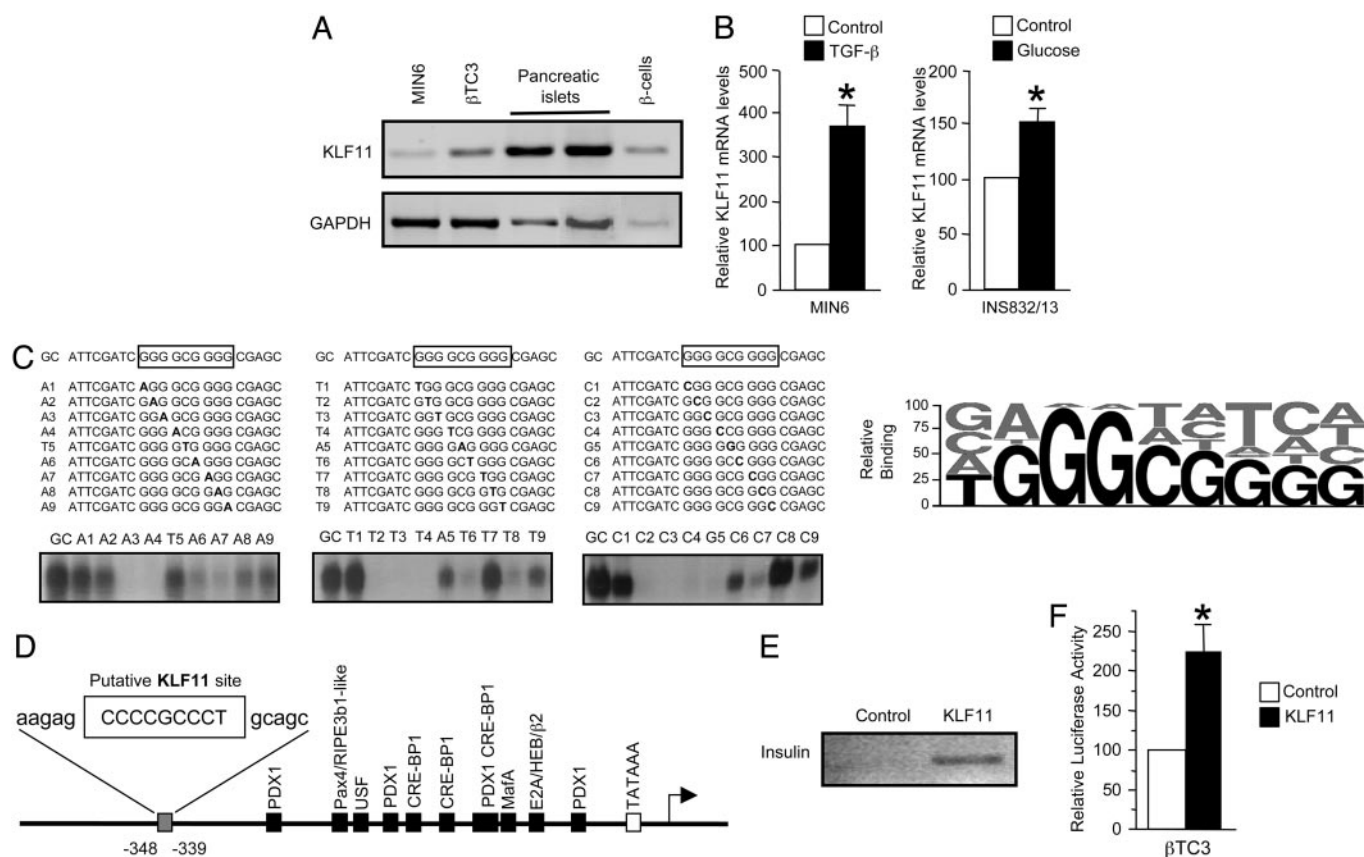 A
MIN6
βTC3
Pancreatic
islets
β-cells
KLF11
GAPDH
B
Control
TGF-β
Relative KLF11 mRNA levels
500
400
300
200
100
0
*
MIN6
Control
Glucose
Relative KLF11 mRNA levels
200
150
100
50
0
*
INS832/13
C
GC ATTCGATC GGG GCG GGG CGAGC
A1 ATTCGATC AGG GCG GGG CGAGC
A2 ATTCGATC GAG GCG GGG CGAGC
A3 ATTCGATC GGA GCG GGG CGAGC
A4 ATTCGATC GGG ACG GGG CGAGC
T5 ATTCGATC GGG GTG GGG CGAGC
A6 ATTCGATC GGG GCA GGG CGAGC
A7 ATTCGATC GGG GCG AGG CGAGC
A8 ATTCGATC GGG GCG GAG CGAGC
A9 ATTCGATC GGG GCG GGA CGAGC
GC A1 A2 A3 A4 T5 A6 A7 A8 A9
GC ATTCGATC GGG GCG GGG CGAGC
T1 ATTCGATC TGG GCG GGG CGAGC
T2 ATTCGATC GTG GCG GGG CGAGC
T3 ATTCGATC GGT GCG GGG CGAGC
T4 ATTCGATC GGG TCG GGG CGAGC
A5 ATTCGATC GGG GAG GGG CGAGC
T6 ATTCGATC GGG GCT GGG CGAGC
T7 ATTCGATC GGG GCG TGG CGAGC
T8 ATTCGATC GGG GCG GTG CGAGC
T9 ATTCGATC GGG GCG GGT CGAGC
GC T1 T2 T3 T4 A5 T6 T7 T8 T9
GC ATTCGATC GGG GCG GGG CGAGC
C1 ATTCGATC CGG GCG GGG CGAGC
C2 ATTCGATC GCG GCG GGG CGAGC
C3 ATTCGATC GGC GCG GGG CGAGC
C4 ATTCGATC GGG CCG GGG CGAGC
G5 ATTCGATC GGG GGG GGG CGAGC
C6 ATTCGATC GGG GCC GGG CGAGC
C7 ATTCGATC GGG GCG CGG CGAGC
C8 ATTCGATC GGG GCG GCG CGAGC
C9 ATTCGATC GGG GCG GGC CGAGC
GC C1 C2 C3 C4 G5 C6 C7 C8 C9
Relative
Binding
100
75
50
25
0
TGGGCGGGG
D
Putative KLF11 site
aagag CCCCGCCCT gcagc
-348 -339
PDX1
Pax4/RIPE3b1-like
USF
PDX1
CRE-BP1
CRE-BP1
PDX1 CRE-BP1
MafA
E2A/HEB/β2
PDX1
TATAAA
E
Control KLF11
Insulin
F
Relative Luciferase Activity
250
200
150
100
50
0
*
βTC3
Control
KLF11